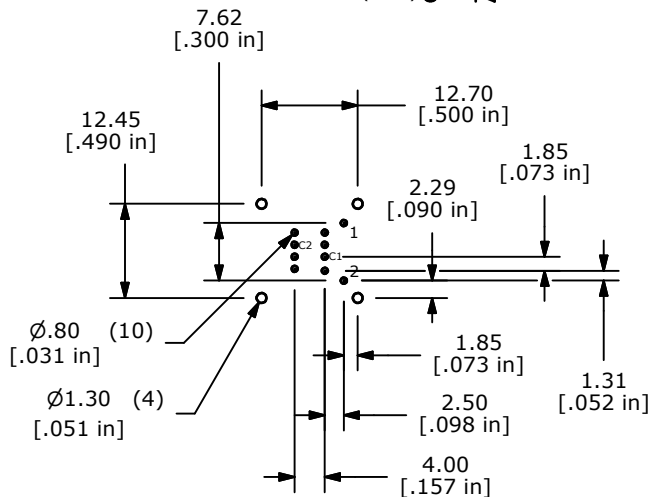 7.62
[.300 in]
12.70
[.500 in]
12.45
[.490 in]
1.85
[.073 in]
2.29
[.090 in]
1
C2
C1
2
Ø.80 (10)
[.031 in]
1.85
[.073 in]
1.31
[.052 in]
Ø1.30 (4)
[.051 in]
2.50
[.098 in]
4.00
[.157 in]